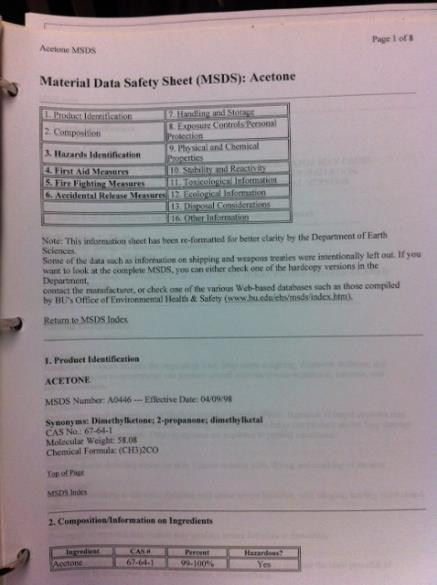 Acetone MSDS
Page 1 of 8
Material Data Safety Sheet (MSDS): Acetone
1. Product Identification
7. Handling and Storage
2. Composition
8. Exposure Controls/Personal
Protection
3. Hazards Identification
9. Physical and Chemical
Properties
4. First Aid Measures
10. Stability and Reactivity
5. Fire Fighting Measures
11. Toxicological Information
6. Accidental Release Measures
12. Ecological Information
13. Disposal Considerations
16. Other Information
Note: This information sheet has been re-formatted for better clarity by the Department of Earth
Sciences.
Some of the data such as information on shipping and weapons treaties were intentionally left out. If you
want to look at the complete MSDS, you can either check one of the hardcopy versions in the
Department,
contact the manufacturer, or check one of the various Web-based databases such as those compiled
by BU's Office of Environmental Health & Safety (www.bu.edu/ehs/msds/index.htm).
Return to MSDS Index
1. Product Identification
ACETONE
MSDS Number: A0446 --- Effective Date: 04/09/98
Synonyms: Dimethylketone; 2-propanone; dimethylketal
CAS No.: 67-64-1
Molecular Weight: 58.08
Chemical Formula: (CH3)2CO
Top of Page
MSDS Index
2. Composition/Information on Ingredients
Ingredient CAS # Percent Hazardous?
Acetone 67-64-1 99-100% Yes